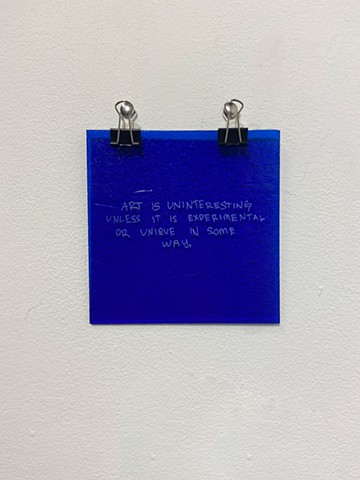 ART IS UNINTERESTING
UNLESS IT IS EXPERIMENTAL
OR UNIQUE IN SOME
WAY.